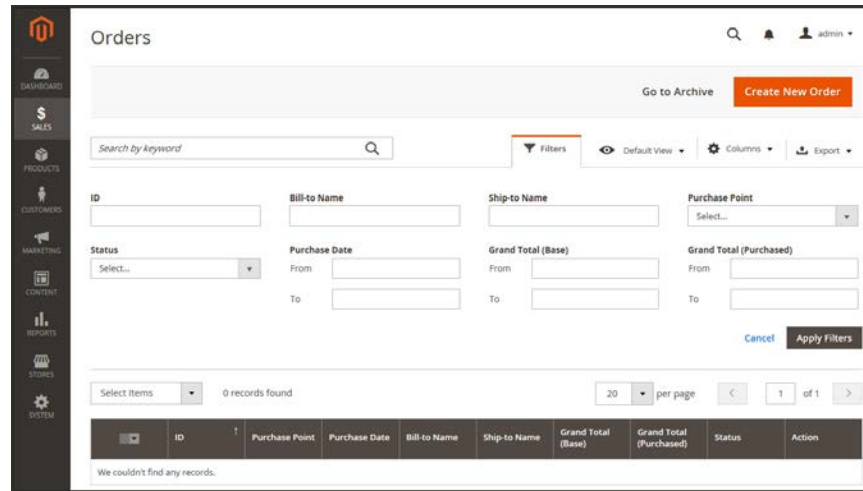 Orders
admin
DASHBOARD
SALES
PRODUCTS
CUSTOMERS
MARKETING
CONTENT
REPORTS
STORES
SYSTEM
Go to Archive Create New Order
Search by keyword
Filters Default View Columns Export
ID Bill-to Name Ship-to Name Purchase Point
Select...
Status Purchase Date Grand Total (Base) Grand Total (Purchased)
Select... From From From
To To To
Cancel Apply Filters
Select Items 0 records found 20 per page 1 of 1
ID Purchase Point Purchase Date Bill-to Name Ship-to Name Grand Total (Base) Grand Total (Purchased) Status Action
We couldn't find any records.